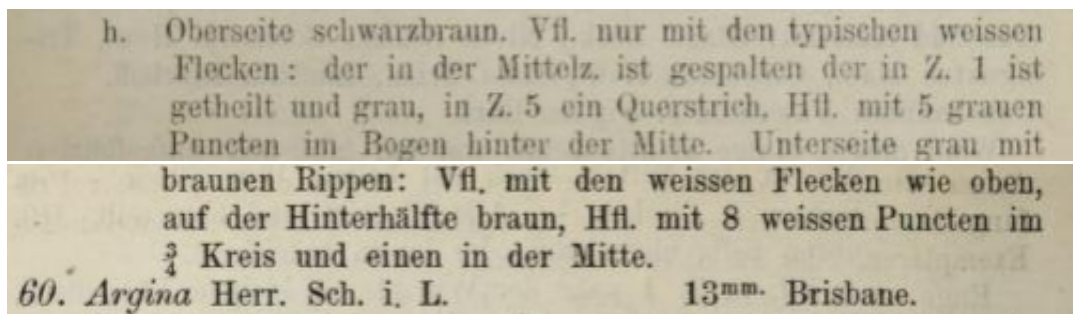 h. Oberseite schwarzbraun. Vfl. nur mit den typischen weissen
Flecken: der in der Mittelz. ist gespalten der in Z. 1 ist
getheilt und grau, in Z. 5 ein Querstrich. Hfl. mit 5 grauen
Puncten im Bogen hinter der Mitte. Unterseite grau mit
braunen Rippen: Vfl. mit den weissen Flecken wie oben,
auf der Hinterhälfte braun, Hfl. mit 8 weissen Puncten im
¾ Kreis und einen in der Mitte.
60. Argina Herr. Sch. i. L. 13mm. Brisbane.